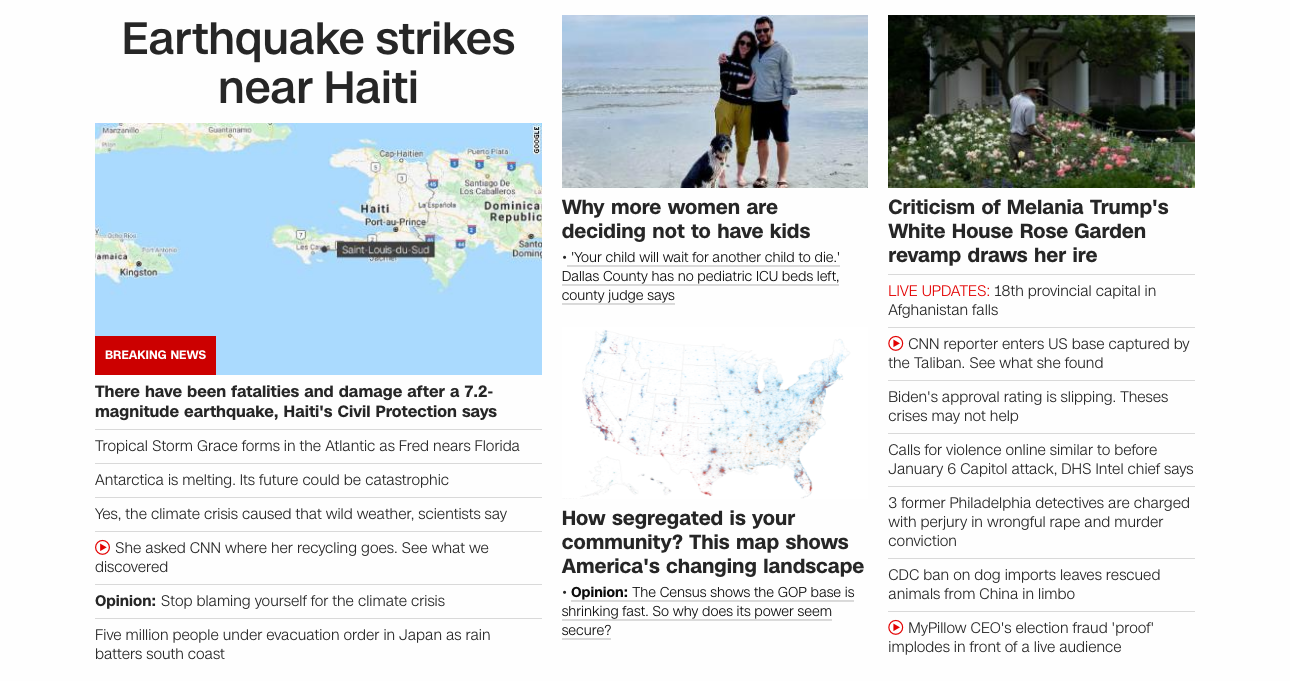 Earthquake strikes
near Haiti
Manzanillo
Guantanamo
GOOGLE
Cap-Haitien
Puerto Plata
Santiago De
Los Caballeros
La Española
Haiti
Port-au-Prince
Dominican
Republic
Les Cayes
Saint-Louis-du-Sud
Santo
Domingo
Ocho Rios
Port Antonio
Jamaica
Kingston
BREAKING NEWS
There have been fatalities and damage after a 7.2-
magnitude earthquake, Haiti's Civil Protection says
Tropical Storm Grace forms in the Atlantic as Fred nears Florida
Antarctica is melting. Its future could be catastrophic
Yes, the climate crisis caused that wild weather, scientists say
She asked CNN where her recycling goes. See what we
discovered
Opinion: Stop blaming yourself for the climate crisis
Five million people under evacuation order in Japan as rain
batters south coast
Why more women are
deciding not to have kids
• 'Your child will wait for another child to die.'
Dallas County has no pediatric ICU beds left,
county judge says
How segregated is your
community? This map shows
America's changing landscape
• Opinion: The Census shows the GOP base is
shrinking fast. So why does its power seem
secure?
Criticism of Melania Trump's
White House Rose Garden
revamp draws her ire
LIVE UPDATES: 18th provincial capital in
Afghanistan falls
CNN reporter enters US base captured by
the Taliban. See what she found
Biden's approval rating is slipping. Theses
crises may not help
Calls for violence online similar to before
January 6 Capitol attack, DHS Intel chief says
3 former Philadelphia detectives are charged
with perjury in wrongful rape and murder
conviction
CDC ban on dog imports leaves rescued
animals from China in limbo
MyPillow CEO's election fraud 'proof'
implodes in front of a live audience